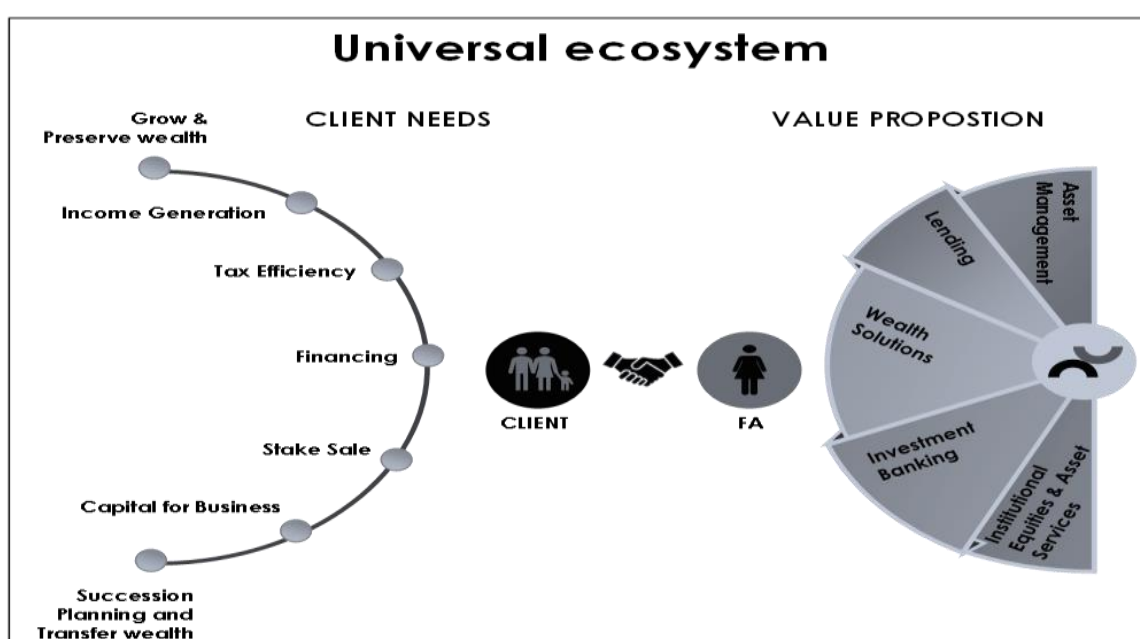 Universal ecosystem
CLIENT NEEDS
VALUE PROPOSTION
Grow &
Preserve wealth
Income Generation
Tax Efficiency
Financing
Stake Sale
Capital for Business
Succession
Planning and
Transfer wealth
CLIENT
FA
Asset
Management
Lending
Wealth
Solutions
Investment
Banking
Institutional
Equities & Asset
Services